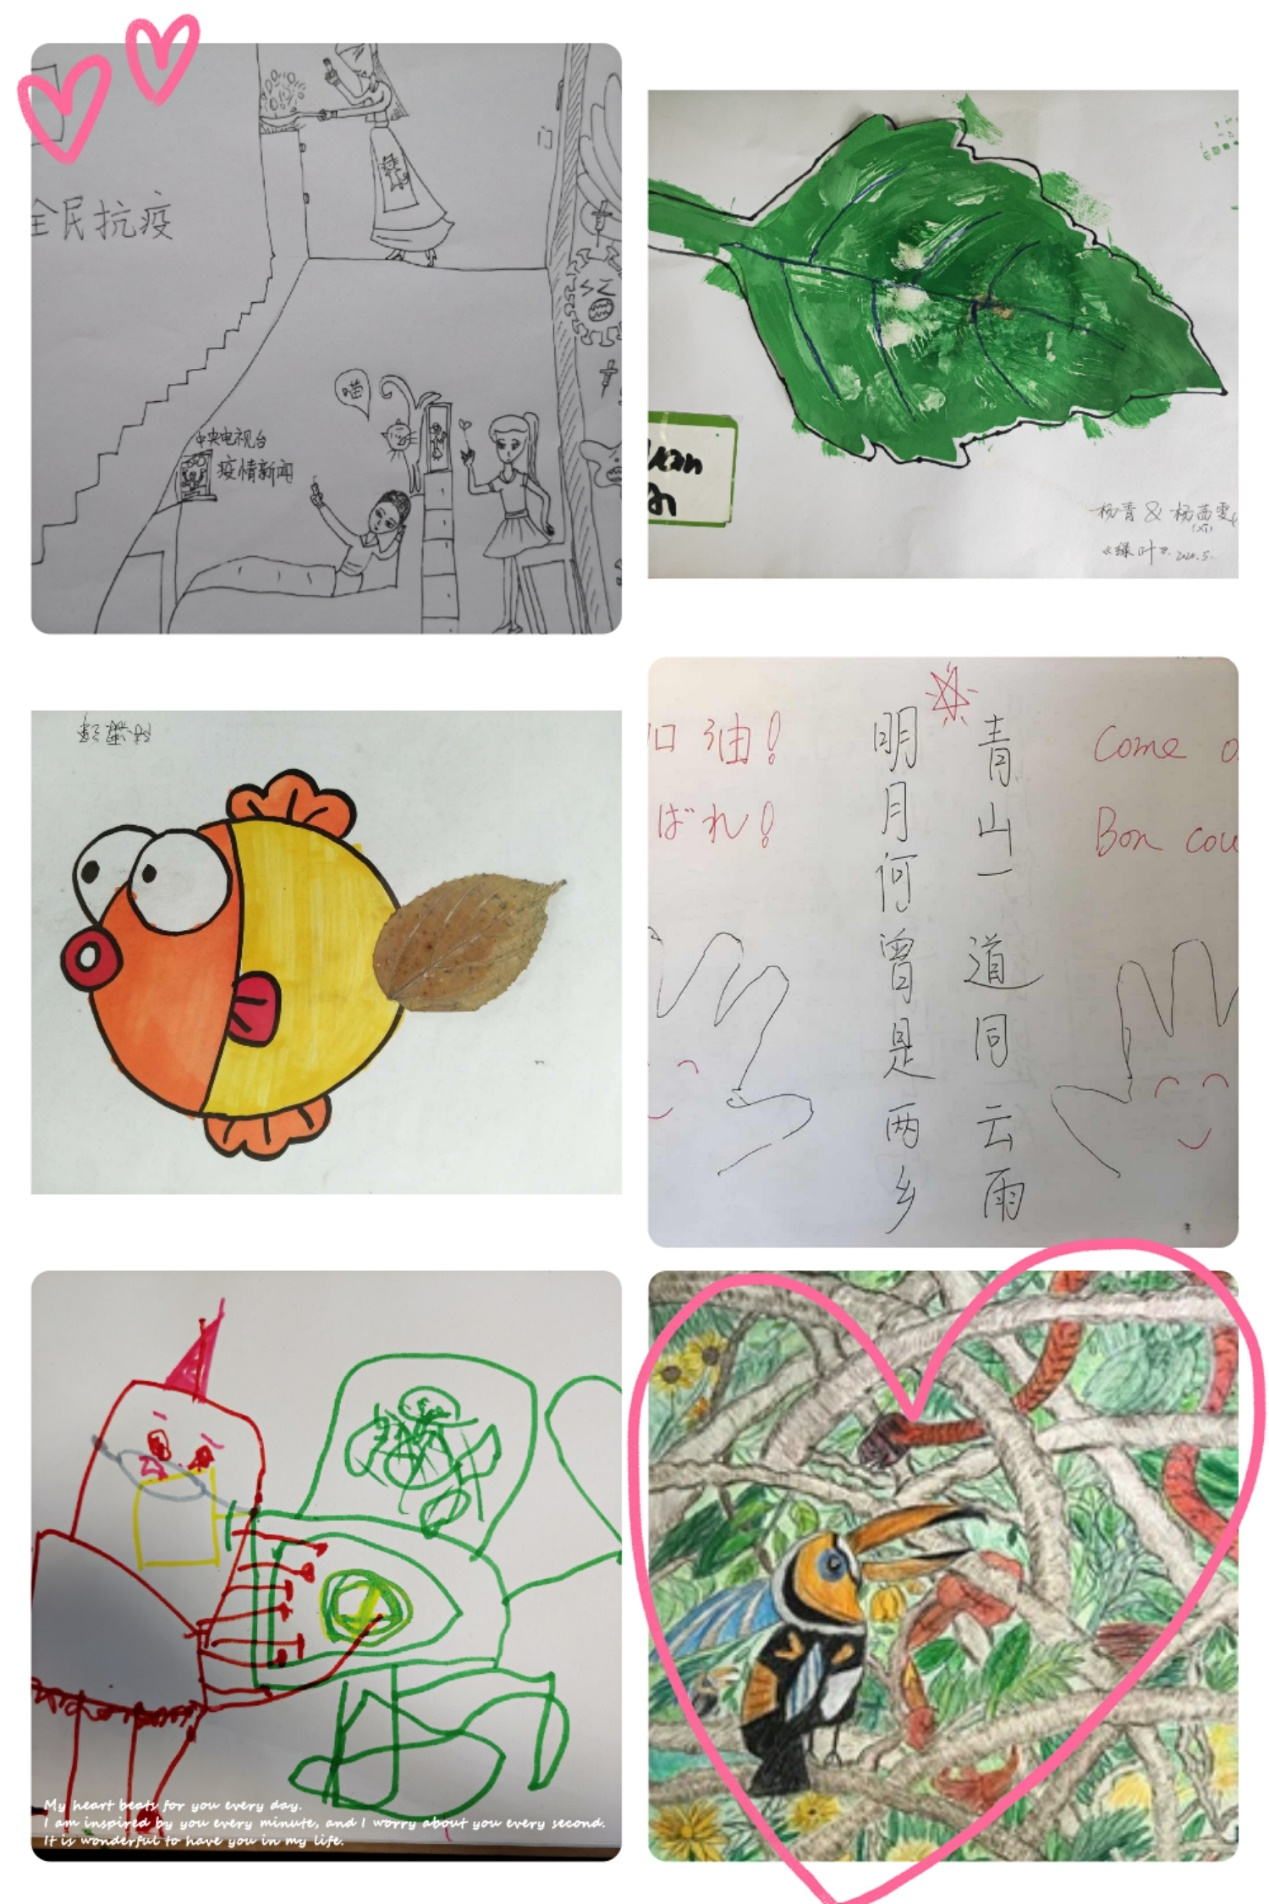 全民抗疫
喵
中央电视台
疫情新闻
杨青 & 杨茜雯
(xi)
《绿叶》. 2020.5.
油!
ばれ!
青山一道同云雨
明月何曾是两乡
Come
Bon
My heart beats for you every day.
I am inspired by you every minute, and I worry about you every second.
It is wonderful to have you in my life.